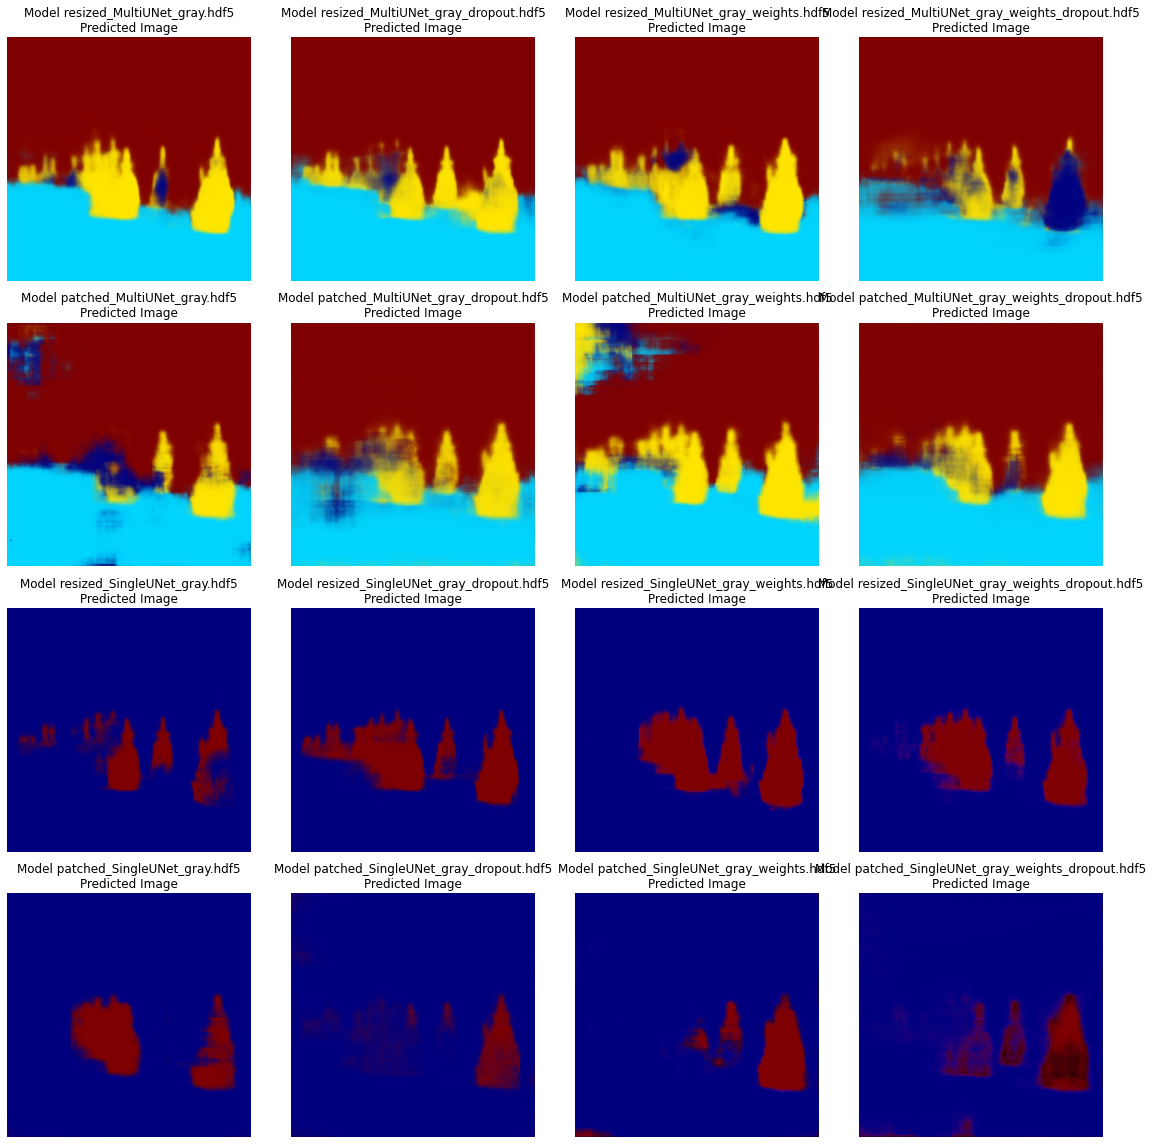 Model resized_MultiUNet_gray.hdf5
Predicted Image
Model resized_MultiUNet_gray_dropout.hdf5
Predicted Image
Model resized_MultiUNet_gray_weights.hdf5
Predicted Image
Model resized_MultiUNet_gray_weights_dropout.hdf5
Predicted Image
Model patched_MultiUNet_gray.hdf5
Predicted Image
Model patched_MultiUNet_gray_dropout.hdf5
Predicted Image
Model patched_MultiUNet_gray_weights.hdf5
Predicted Image
Model patched_MultiUNet_gray_weights_dropout.hdf5
Predicted Image
Model resized_SingleUNet_gray.hdf5
Predicted Image
Model resized_SingleUNet_gray_dropout.hdf5
Predicted Image
Model resized_SingleUNet_gray_weights.hdf5
Predicted Image
Model resized_SingleUNet_gray_weights_dropout.hdf5
Predicted Image
Model patched_SingleUNet_gray.hdf5
Predicted Image
Model patched_SingleUNet_gray_dropout.hdf5
Predicted Image
Model patched_SingleUNet_gray_weights.hdf5
Predicted Image
Model patched_SingleUNet_gray_weights_dropout.hdf5
Predicted Image